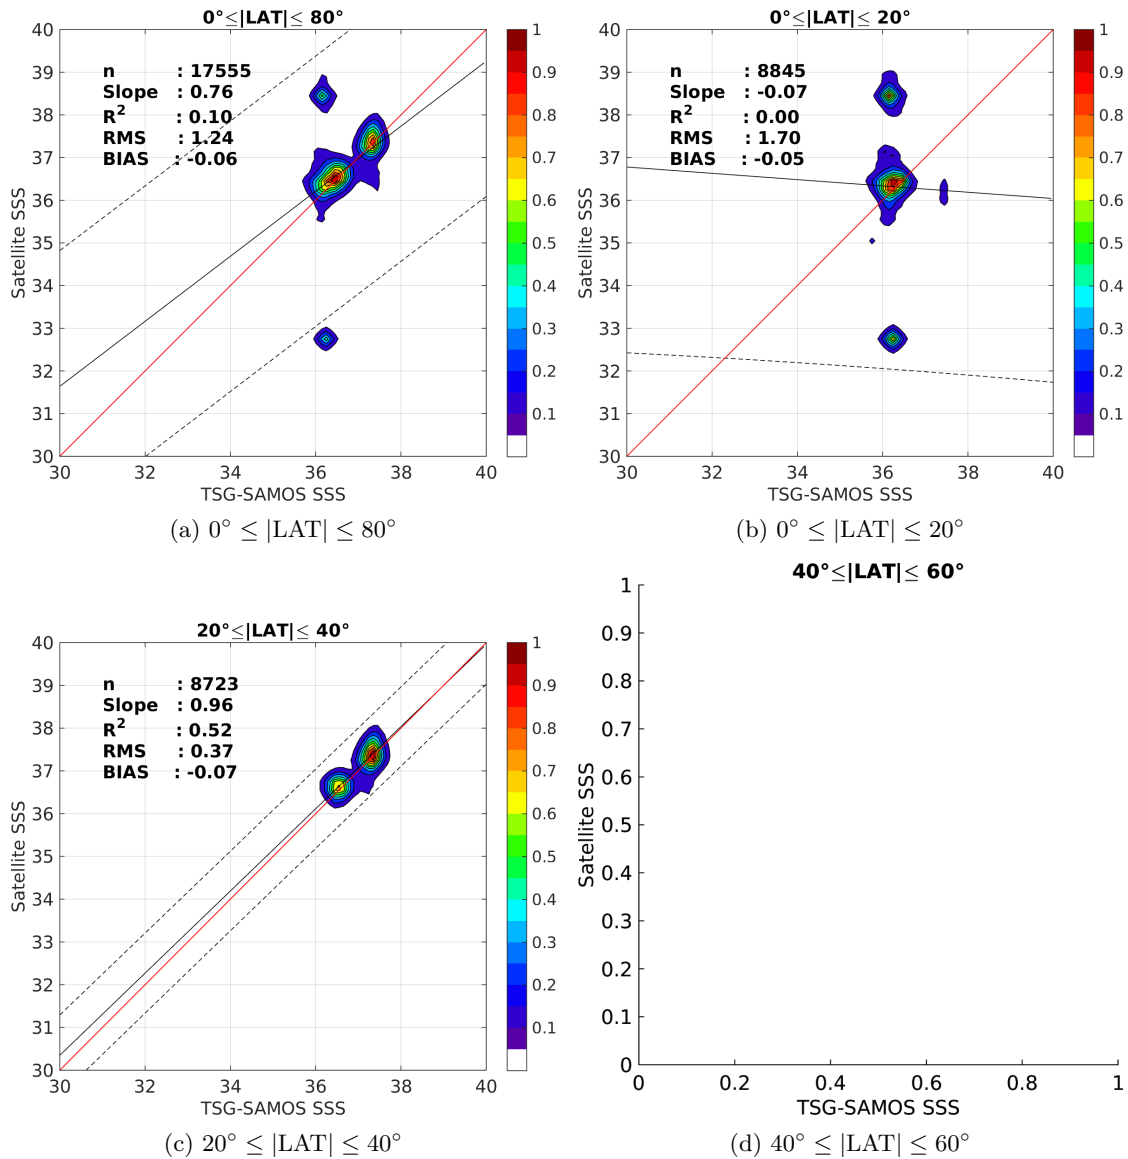 0°≤|LAT|≤ 80°
n : 17555
Slope : 0.76
R2 : 0.10
RMS : 1.24
BIAS : -0.06
40
39
38
37
36
35
34
33
32
31
30
30 32 34 36 38 40
Satellite SSS
TSG-SAMOS SSS
1
0.9
0.8
0.7
0.6
0.5
0.4
0.3
0.2
0.1
(a) 0° ≤ |LAT| ≤ 80°
0°≤|LAT|≤ 20°
n : 8845
Slope : -0.07
R2 : 0.00
RMS : 1.70
BIAS : -0.05
40
39
38
37
36
35
34
33
32
31
30
30 32 34 36 38 40
Satellite SSS
TSG-SAMOS SSS
1
0.9
0.8
0.7
0.6
0.5
0.4
0.3
0.2
0.1
(b) 0° ≤ |LAT| ≤ 20°
20°≤|LAT|≤ 40°
n : 8723
Slope : 0.96
R2 : 0.52
RMS : 0.37
BIAS : -0.07
40
39
38
37
36
35
34
33
32
31
30
30 32 34 36 38 40
Satellite SSS
TSG-SAMOS SSS
1
0.9
0.8
0.7
0.6
0.5
0.4
0.3
0.2
0.1
(c) 20° ≤ |LAT| ≤ 40°
40°≤|LAT|≤ 60°
1
0.9
0.8
0.7
0.6
0.5
0.4
0.3
0.2
0.1
0
0 0.2 0.4 0.6 0.8 1
Satellite SSS
TSG-SAMOS SSS
(d) 40° ≤ |LAT| ≤ 60°